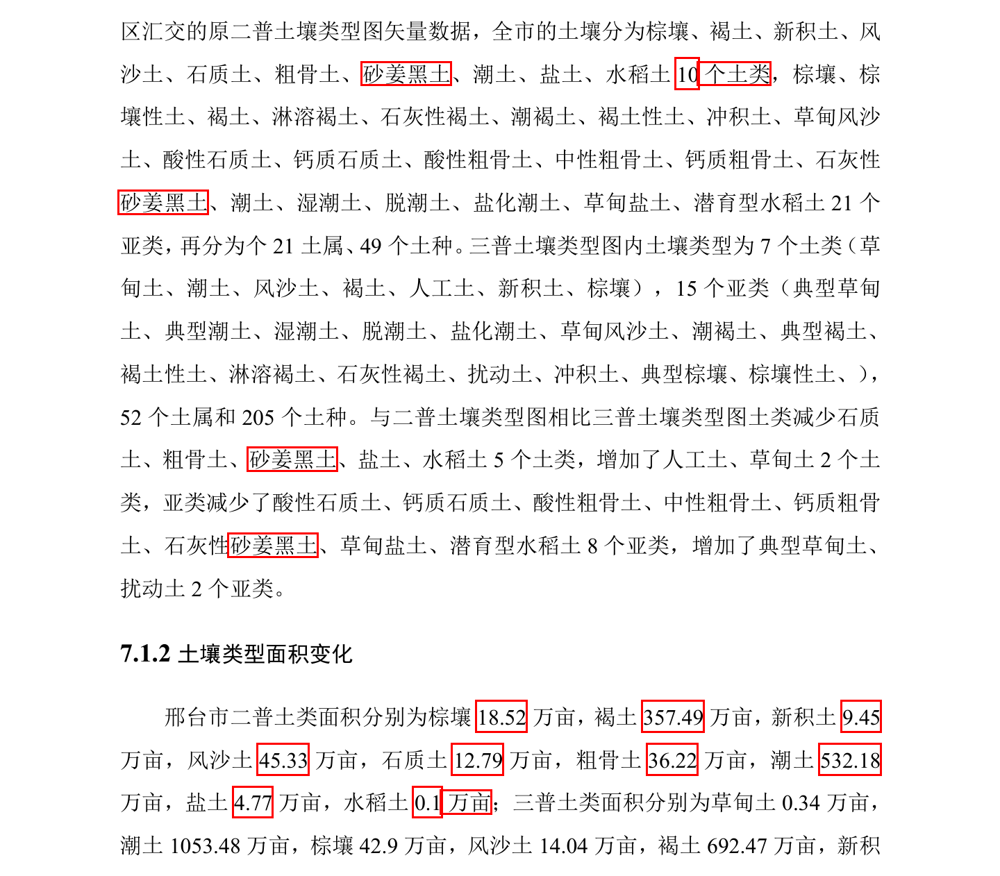 区汇交的原二普土壤类型图矢量数据，全市的土壤分为棕壤、褐土、新积土、风
沙土、石质土、粗骨土、砂姜黑土、潮土、盐土、水稻土 10 个土类，棕壤、棕
壤性土、褐土、淋溶褐土、石灰性褐土、潮褐土、褐土性土、冲积土、草甸风沙
土、酸性石质土、钙质石质土、酸性粗骨土、中性粗骨土、钙质粗骨土、石灰性
砂姜黑土、潮土、湿潮土、脱潮土、盐化潮土、草甸盐土、潜育型水稻土 21 个
亚类，再分为个 21 土属、49 个土种。三普土壤类型图内土壤类型为 7 个土类（草
甸土、潮土、风沙土、褐土、人工土、新积土、棕壤），15 个亚类（典型草甸
土、典型潮土、湿潮土、脱潮土、盐化潮土、草甸风沙土、潮褐土、典型褐土、
褐土性土、淋溶褐土、石灰性褐土、扰动土、冲积土、典型棕壤、棕壤性土、），
52 个土属和 205 个土种。与二普土壤类型图相比三普土壤类型图土类减少石质
土、粗骨土、砂姜黑土、盐土、水稻土 5 个土类，增加了人工土、草甸土 2 个土
类，亚类减少了酸性石质土、钙质石质土、酸性粗骨土、中性粗骨土、钙质粗骨
土、石灰性砂姜黑土、草甸盐土、潜育型水稻土 8 个亚类，增加了典型草甸土、
扰动土 2 个亚类。
7.1.2 土壤类型面积变化
邢台市二普土类面积分别为棕壤 18.52 万亩，褐土 357.49 万亩，新积土 9.45
万亩，风沙土 45.33 万亩，石质土 12.79 万亩，粗骨土 36.22 万亩，潮土 532.18
万亩，盐土 4.77 万亩，水稻土 0.1 万亩；三普土类面积分别为草甸土 0.34 万亩，
潮土 1053.48 万亩，棕壤 42.9 万亩，风沙土 14.04 万亩，褐土 692.47 万亩，新积